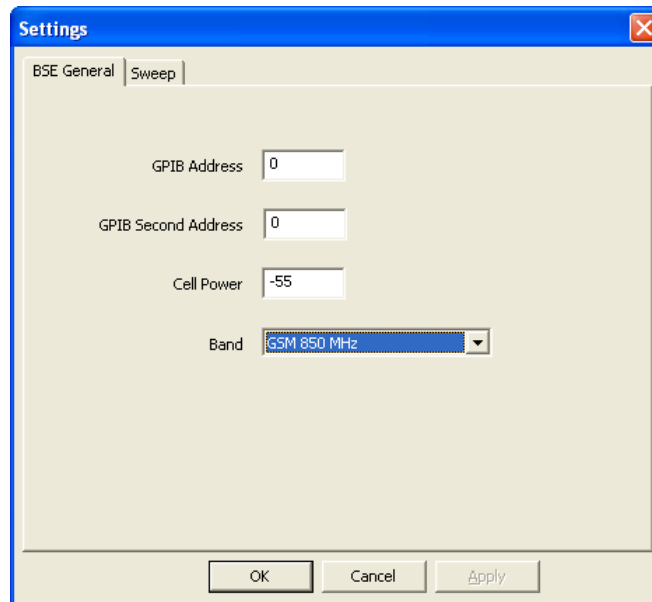 Settings
BSE General Sweep
GPIB Address 0
GPIB Second Address 0
Cell Power -55
Band GSM 850 MHz
OK Cancel Apply